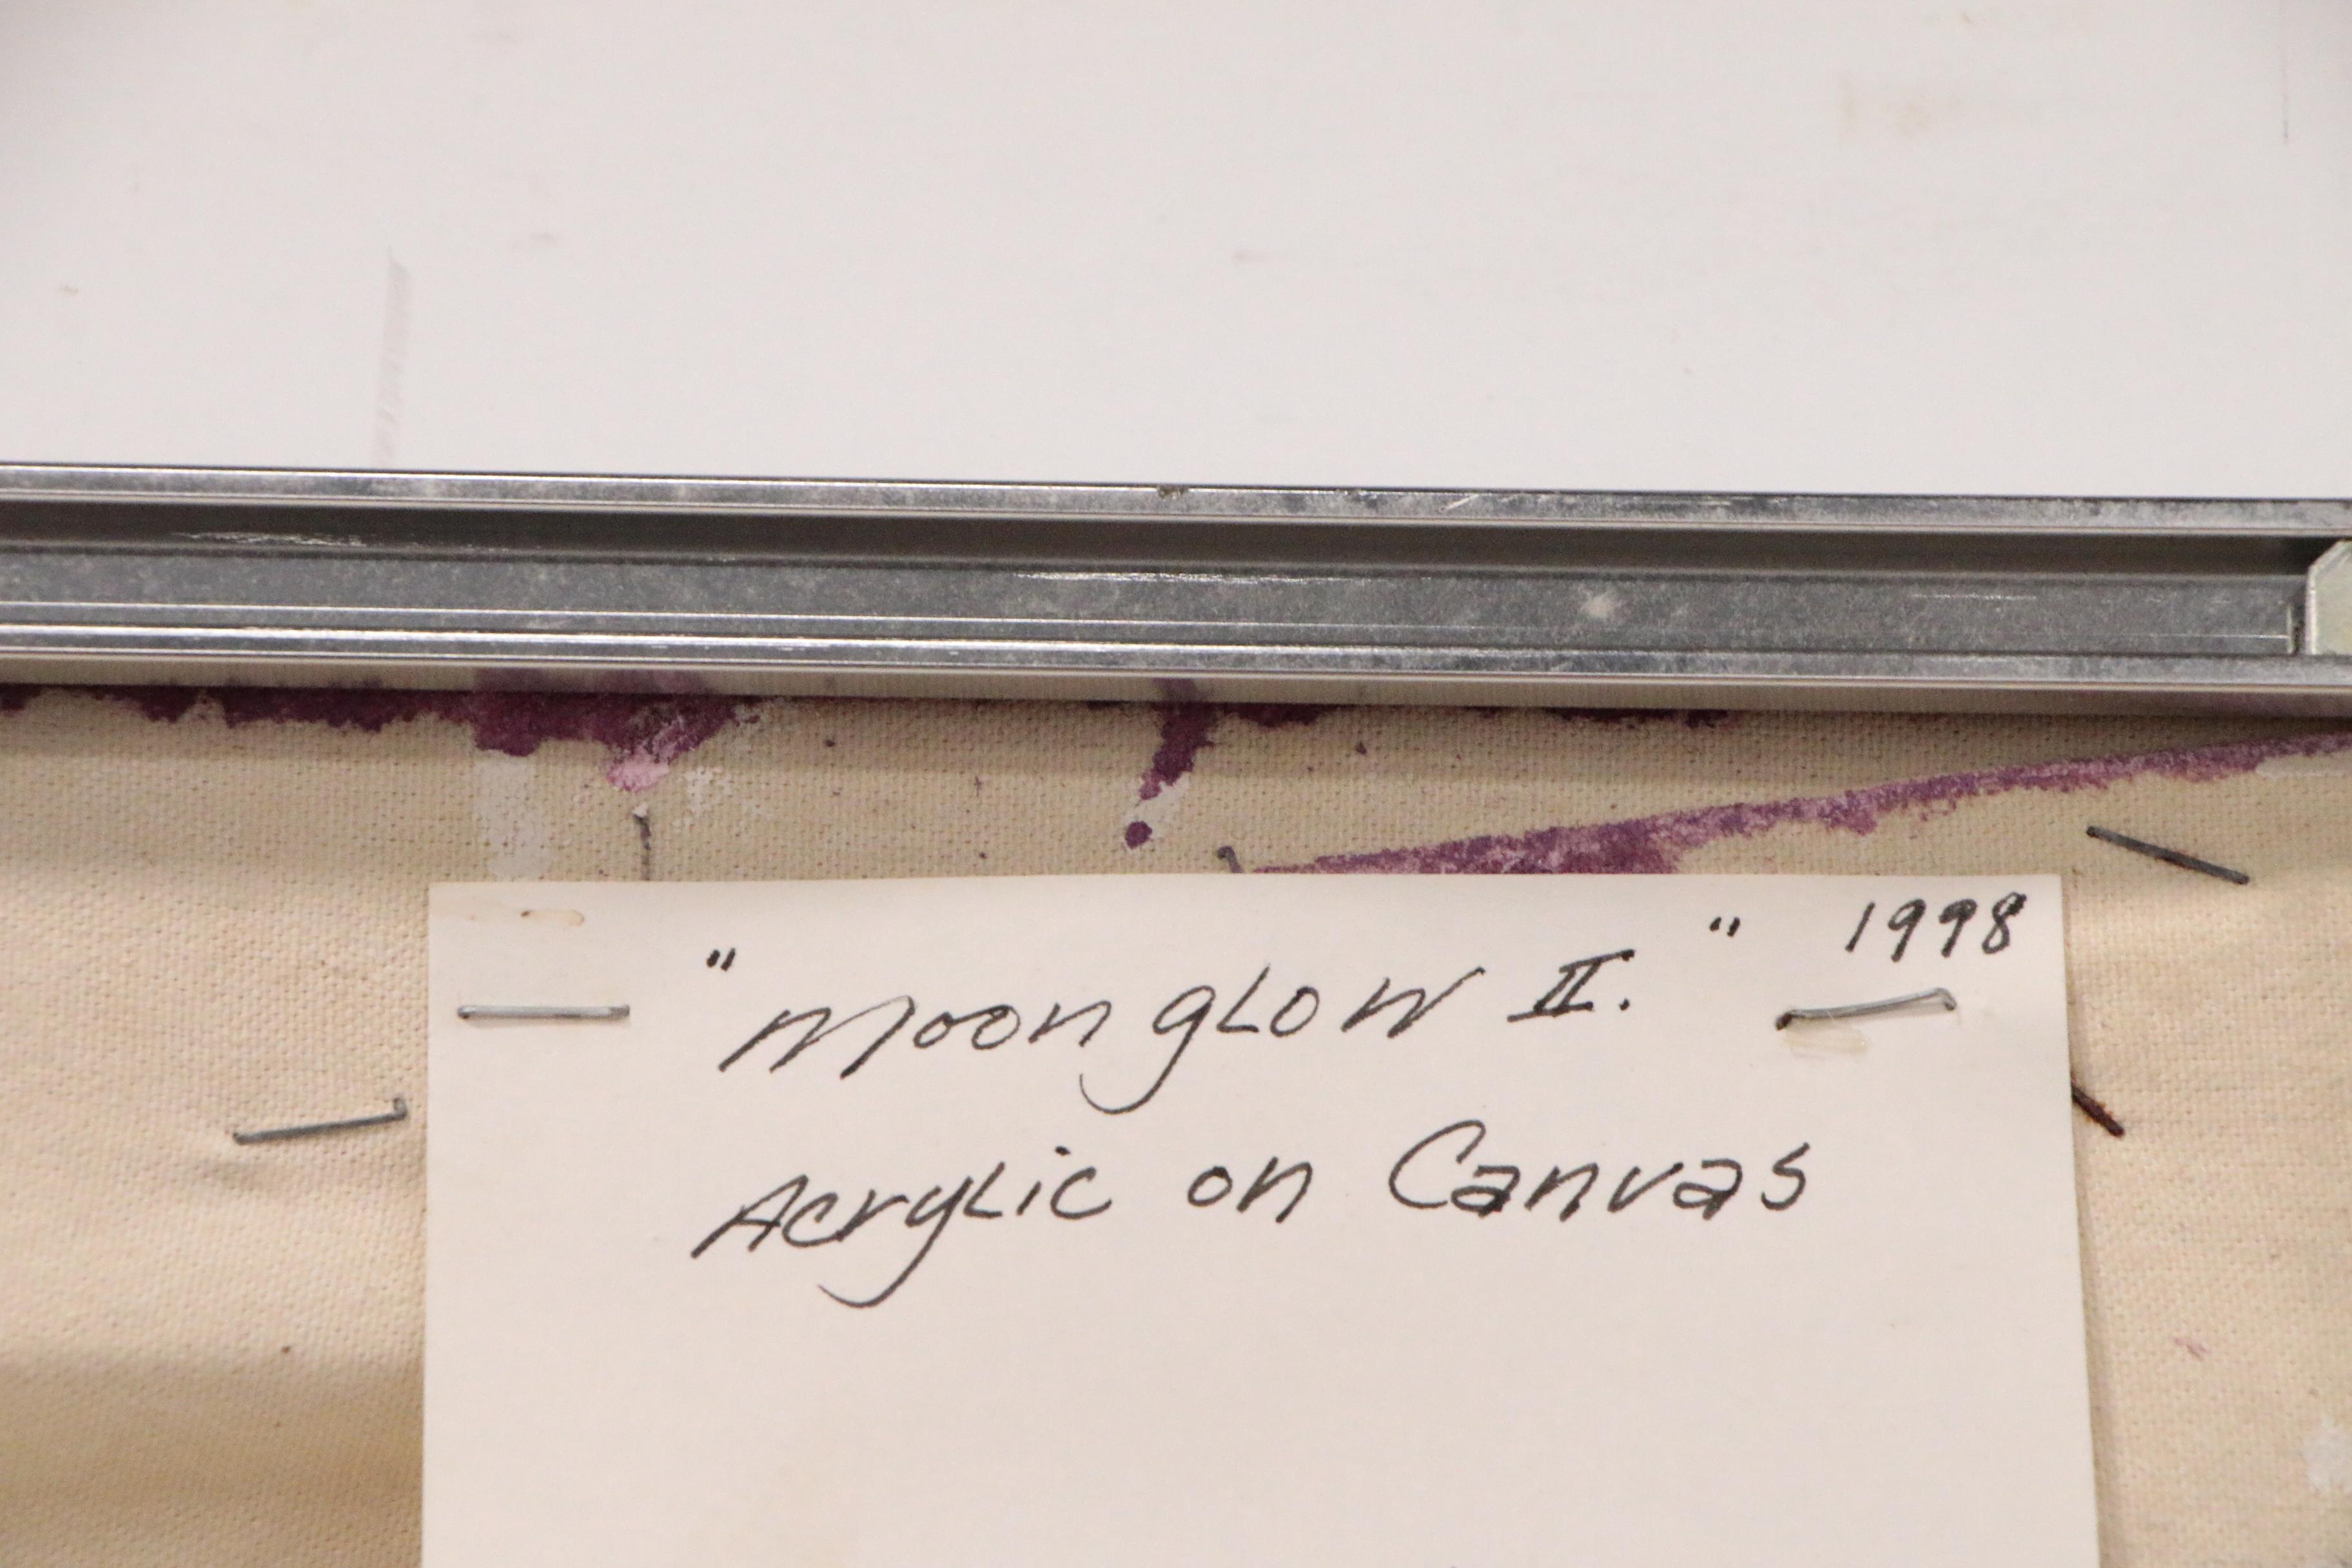 "Moonglow II." 1998
Acrylic on Canvas